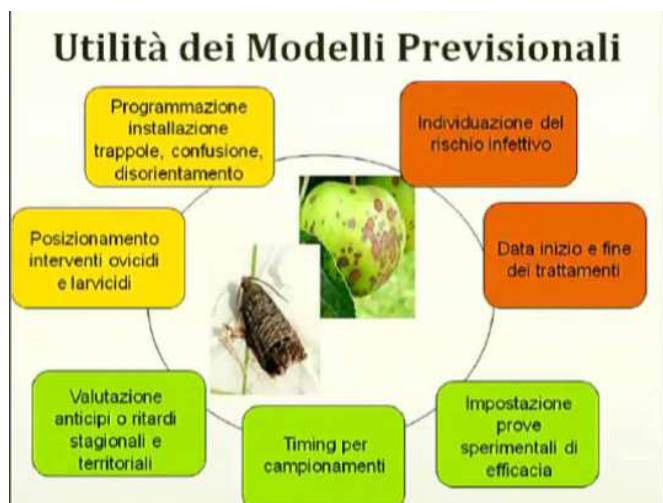 Utilità dei Modelli Previsionali
Programmazione
installazione
trappole, confusione,
disorientamento
Individuazione del
rischio infettivo
Posizionamento
interventi ovicidi
e larvicidi
Data inizio e fine
dei trattamenti
Valutazione
anticipi o ritardi
stagionali e
territoriali
Timing per
campionamenti
Impostazione
prove
sperimentali di
efficacia